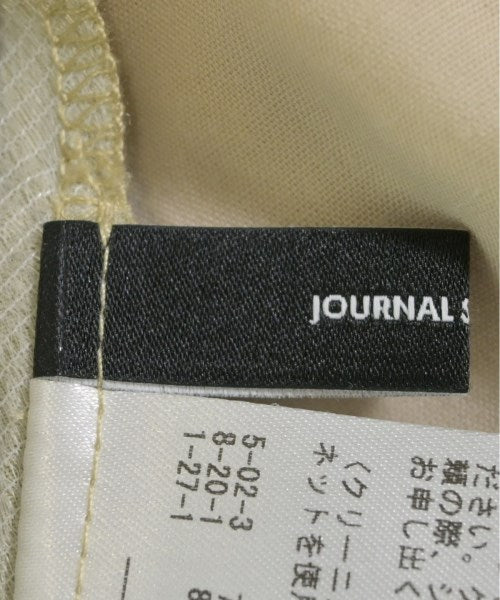 JOURNAL S
5-02-3
8-20-1
1-27-1
〈クリーニ
ネットを使用
ださい。
類の際、
お申し出く